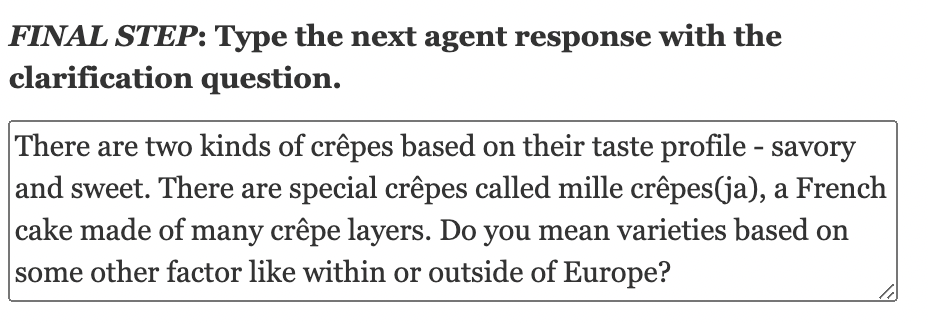 FINAL STEP: Type the next agent response with the
clarification question.
There are two kinds of crêpes based on their taste profile - savory
and sweet. There are special crêpes called mille crêpes(ja), a French
cake made of many crêpe layers. Do you mean varieties based on
some other factor like within or outside of Europe?